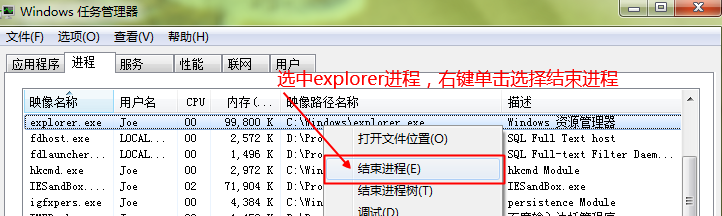 Windows 任务管理器
文件(F) 选项(O) 查看(V) 帮助(H)
应用程序 进程 服务 性能 联网 用户
选中explorer进程，右键单击选择结束进程
映像名称 用户名 CPU 内存(... 映像路径名称 描述
explorer.exe Joe 00 99,800 K C:\Windows\explorer.exe Windows 资源管理器
打开文件位置(O)
fdhost.exe LOCAL... 00 2,572 K D:\Pro SQL Full Text host
fdlauncher... LOCAL... 00 1,496 K D:\Pro SQL Full-text Filter Daem...
结束进程(E)
hkcmd.exe Joe 00 2,972 K C:\Win hkcmd Module
IESandBox.... Joe 02 71,904 K D:\Pro IESandBox.exe
结束进程树(T)
igfxpers.exe Joe 00 4,384 K C:\Win persistence Module
调试(D)